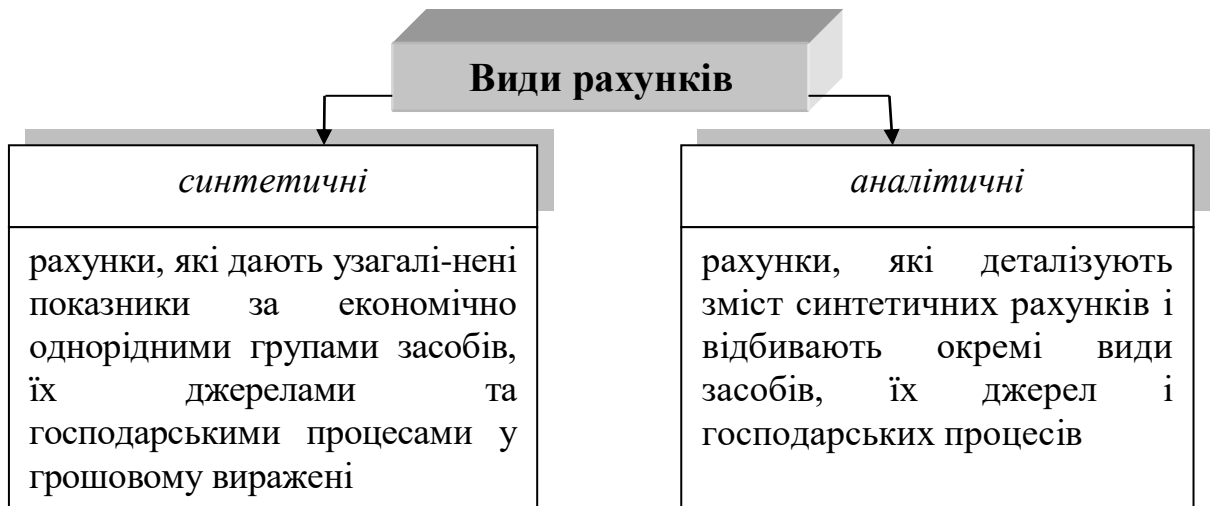 Види рахунків
синтетичні
рахунки, які дають узагалі-нені
показники за економічно
однорідними групами засобів,
їх джерелами та
господарськими процесами у
грошовому виражені
аналітичні
рахунки, які деталізують
зміст синтетичних рахунків і
відбивають окремі види
засобів, їх джерел і
господарських процесів